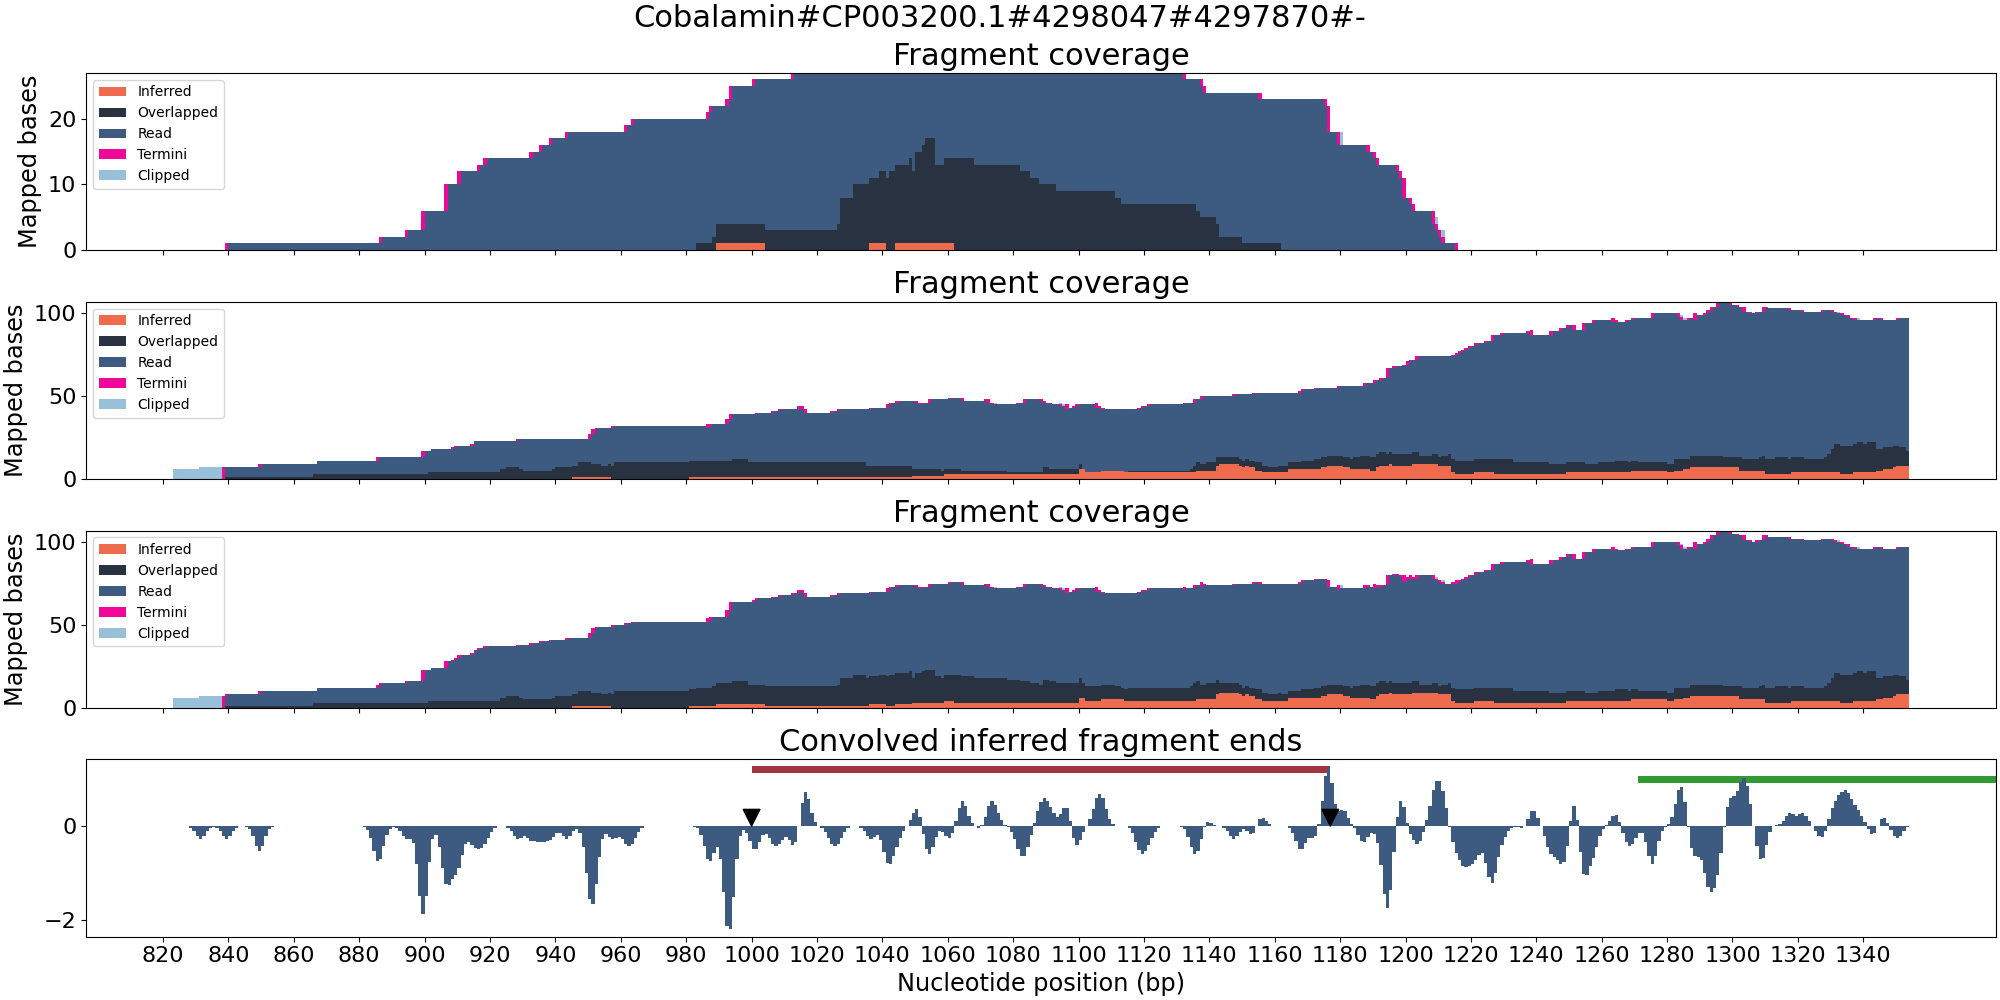 Cobalamin#CP003200.1#4298047#4297870#-
Fragment coverage
Mapped bases
20
10
0
Inferred
Overlapped
Read
Termini
Clipped
Fragment coverage
Mapped bases
100
50
0
Inferred
Overlapped
Read
Termini
Clipped
Fragment coverage
Mapped bases
100
50
0
Inferred
Overlapped
Read
Termini
Clipped
Convolved inferred fragment ends
0
−2
820 840 860 880 900 920 940 960 980 1000 1020 1040 1060 1080 1100 1120 1140 1160 1180 1200 1220 1240 1260 1280 1300 1320 1340
Nucleotide position (bp)